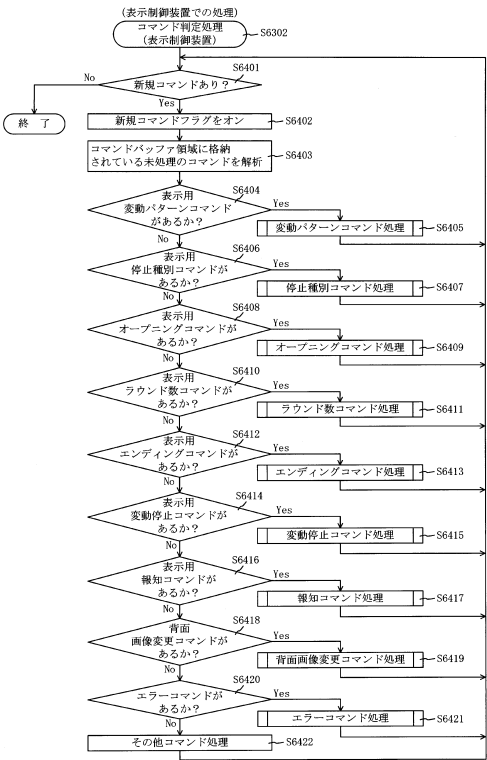 (表示制御装置での処理)
コマンド判定処理
(表示制御装置)
S6302
S6401
新規コマンドあり？
No
Yes
終 了
新規コマンドフラグをオン
S6402
コマンドバッファ領域に格納
されている未処理のコマンドを解析
S6403
S6404
表示用
変動パターンコマンド
があるか？
Yes
No
変動パターンコマンド処理
S6405
S6406
表示用
停止種別コマンドが
あるか？
Yes
No
停止種別コマンド処理
S6407
S6408
表示用
オープニングコマンドが
あるか？
Yes
No
オープニングコマンド処理
S6409
S6410
表示用
ラウンド数コマンドが
あるか？
Yes
No
ラウンド数コマンド処理
S6411
S6412
表示用
エンディングコマンドが
あるか？
Yes
No
エンディングコマンド処理
S6413
S6414
表示用
変動停止コマンドが
あるか？
Yes
No
変動停止コマンド処理
S6415
S6416
表示用
報知コマンドが
あるか？
Yes
No
報知コマンド処理
S6417
S6418
背面
画像変更コマンドが
あるか？
Yes
No
背面画像変更コマンド処理
S6419
S6420
エラーコマンドが
あるか？
Yes
No
エラーコマンド処理
S6421
その他コマンド処理
S6422